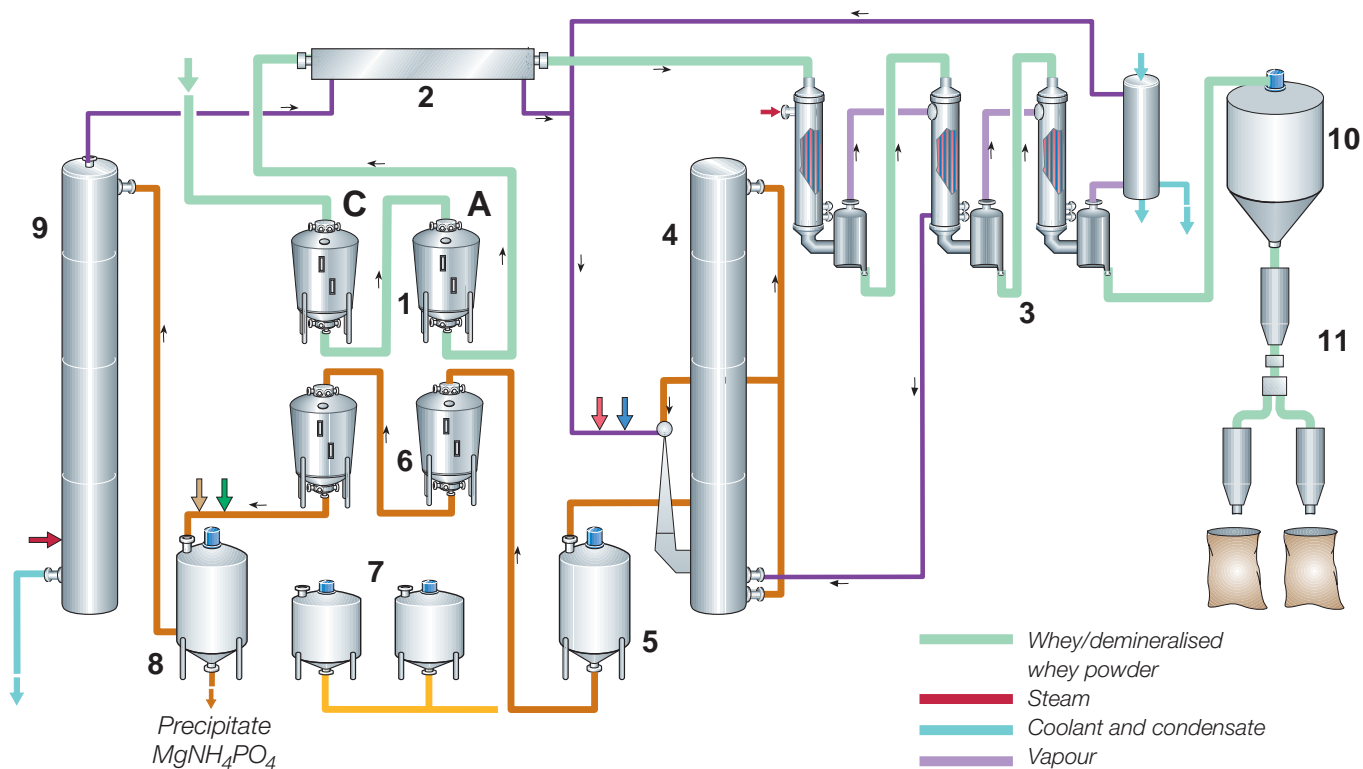 2
10
C
A
9
4
1
3
11
6
7
5
8
Precipitate
MgNH₄PO₄
Whey/demineralised
whey powder
Steam
Coolant and condensate
Vapour